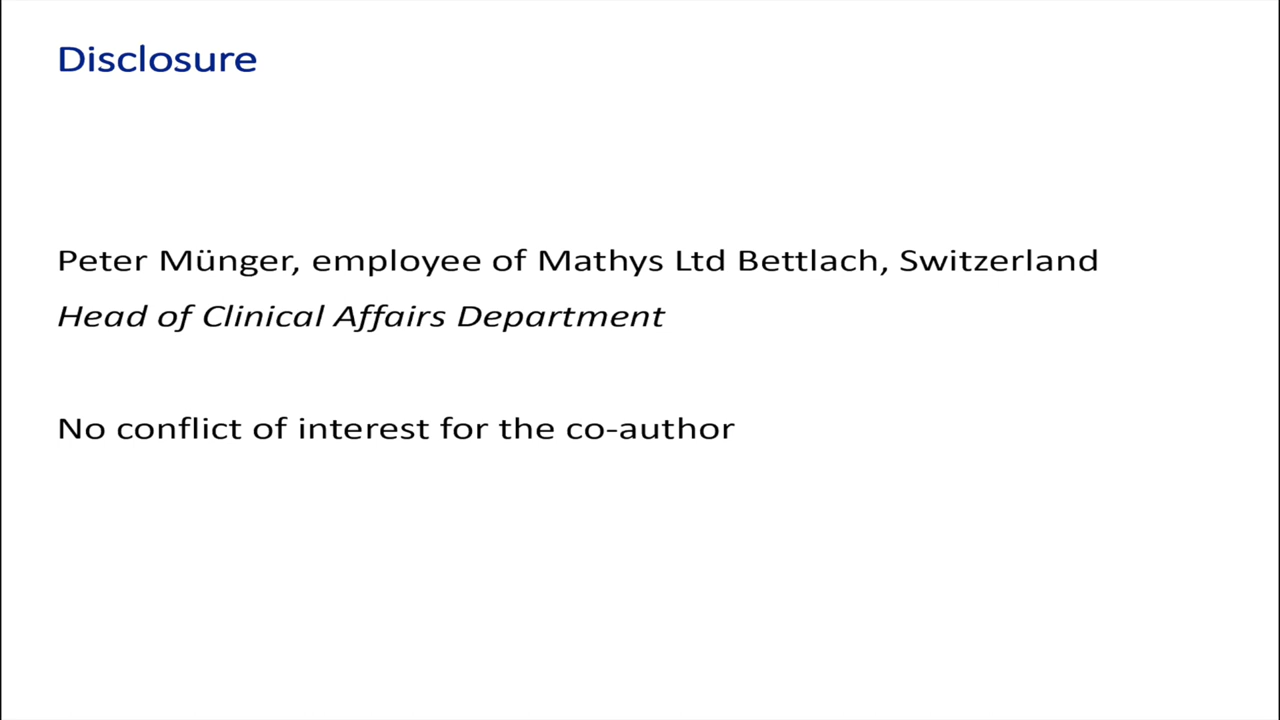 Disclosure
Peter Münger, employee of Mathys Ltd Bettlach, Switzerland
Head of Clinical Affairs Department
No conflict of interest for the co-author